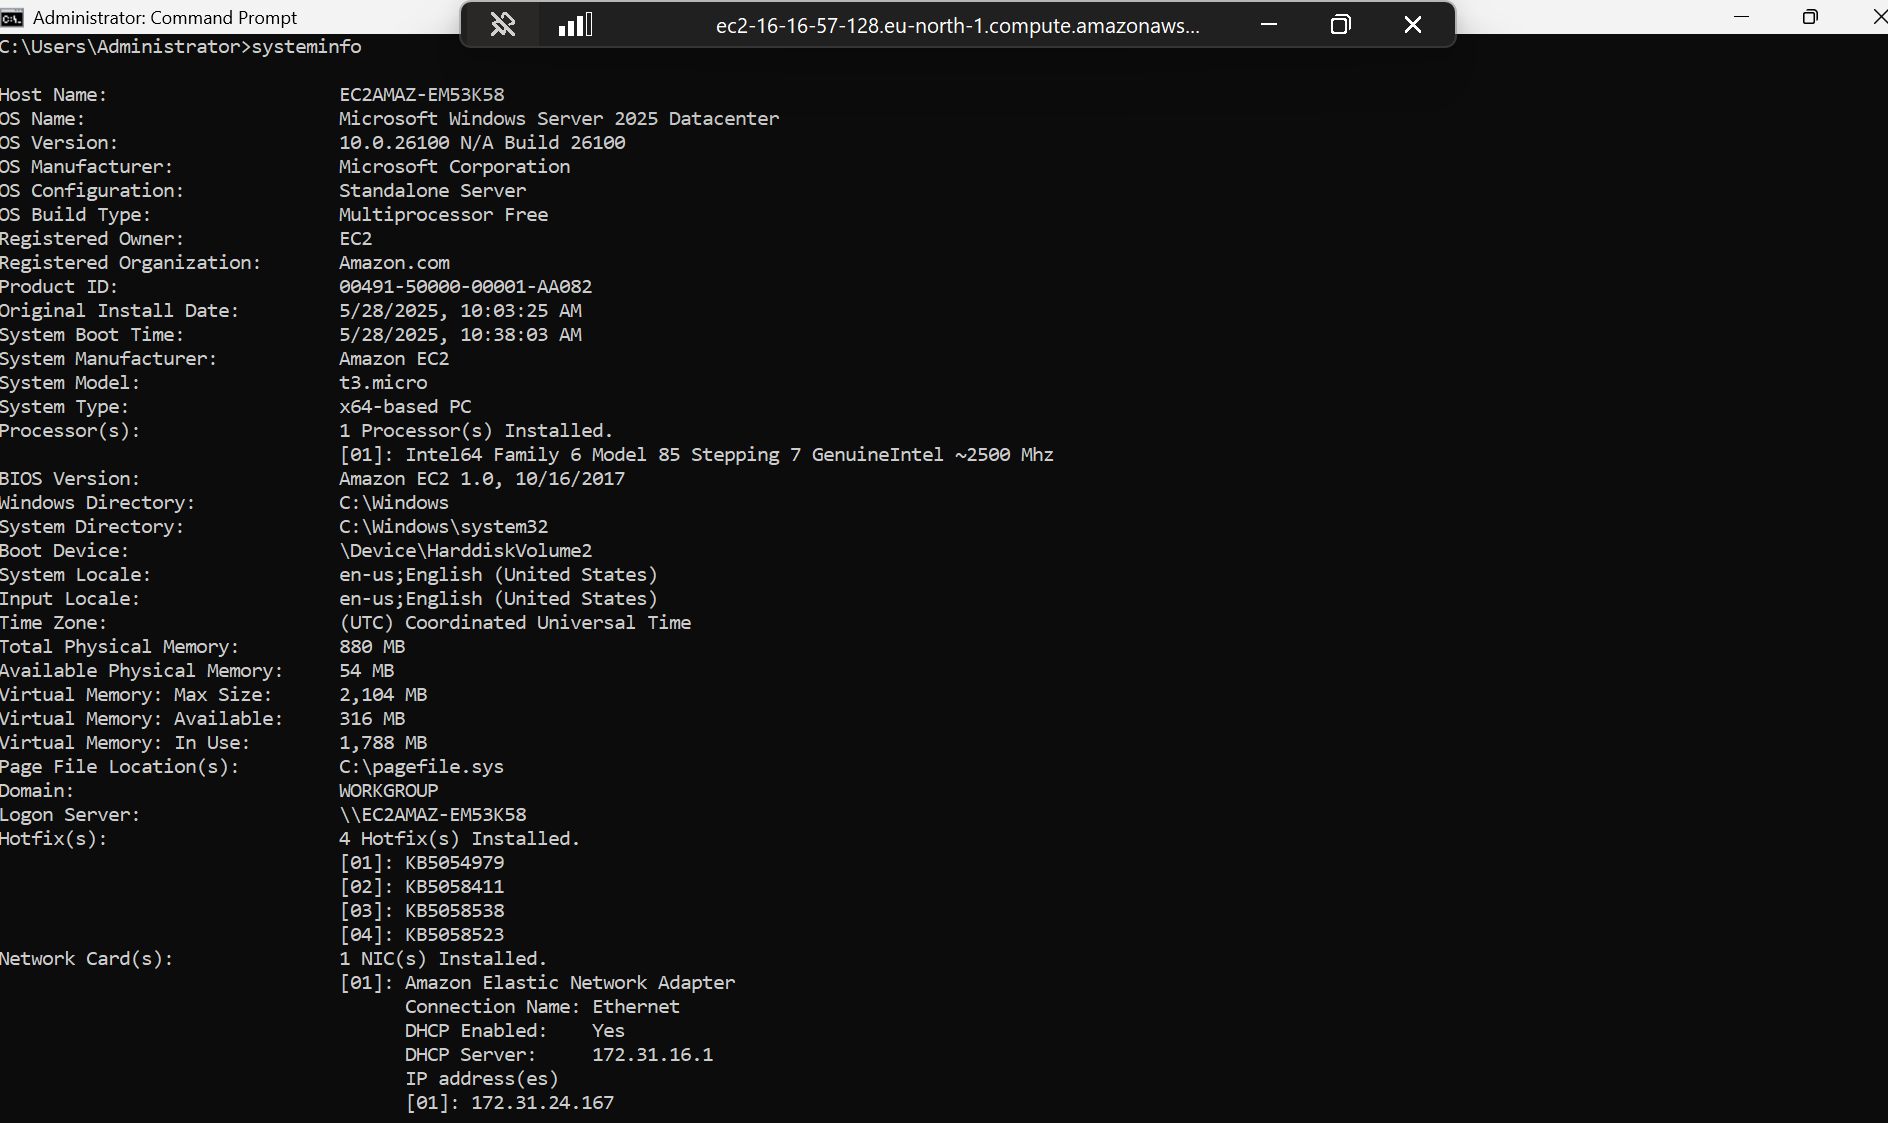 Administrator: Command Prompt
ec2-16-16-57-128.eu-north-1.compute.amazonaws...
C:\Users\Administrator>systeminfo
Host Name: EC2AMAZ-EM53K58
OS Name: Microsoft Windows Server 2025 Datacenter
OS Version: 10.0.26100 N/A Build 26100
OS Manufacturer: Microsoft Corporation
OS Configuration: Standalone Server
OS Build Type: Multiprocessor Free
Registered Owner: EC2
Registered Organization: Amazon.com
Product ID: 00491-50000-00001-AA082
Original Install Date: 5/28/2025, 10:03:25 AM
System Boot Time: 5/28/2025, 10:38:03 AM
System Manufacturer: Amazon EC2
System Model: t3.micro
System Type: x64-based PC
Processor(s): 1 Processor(s) Installed.
[01]: Intel64 Family 6 Model 85 Stepping 7 GenuineIntel ~2500 Mhz
BIOS Version: Amazon EC2 1.0, 10/16/2017
Windows Directory: C:\Windows
System Directory: C:\Windows\system32
Boot Device: \Device\HarddiskVolume2
System Locale: en-us;English (United States)
Input Locale: en-us;English (United States)
Time Zone: (UTC) Coordinated Universal Time
Total Physical Memory: 880 MB
Available Physical Memory: 54 MB
Virtual Memory: Max Size: 2,104 MB
Virtual Memory: Available: 316 MB
Virtual Memory: In Use: 1,788 MB
Page File Location(s): C:\pagefile.sys
Domain: WORKGROUP
Logon Server: \\EC2AMAZ-EM53K58
Hotfix(s): 4 Hotfix(s) Installed.
[01]: KB5054979
[02]: KB5058411
[03]: KB5058538
[04]: KB5058523
Network Card(s): 1 NIC(s) Installed.
[01]: Amazon Elastic Network Adapter
Connection Name: Ethernet
DHCP Enabled: Yes
DHCP Server: 172.31.16.1
IP address(es)
[01]: 172.31.24.167